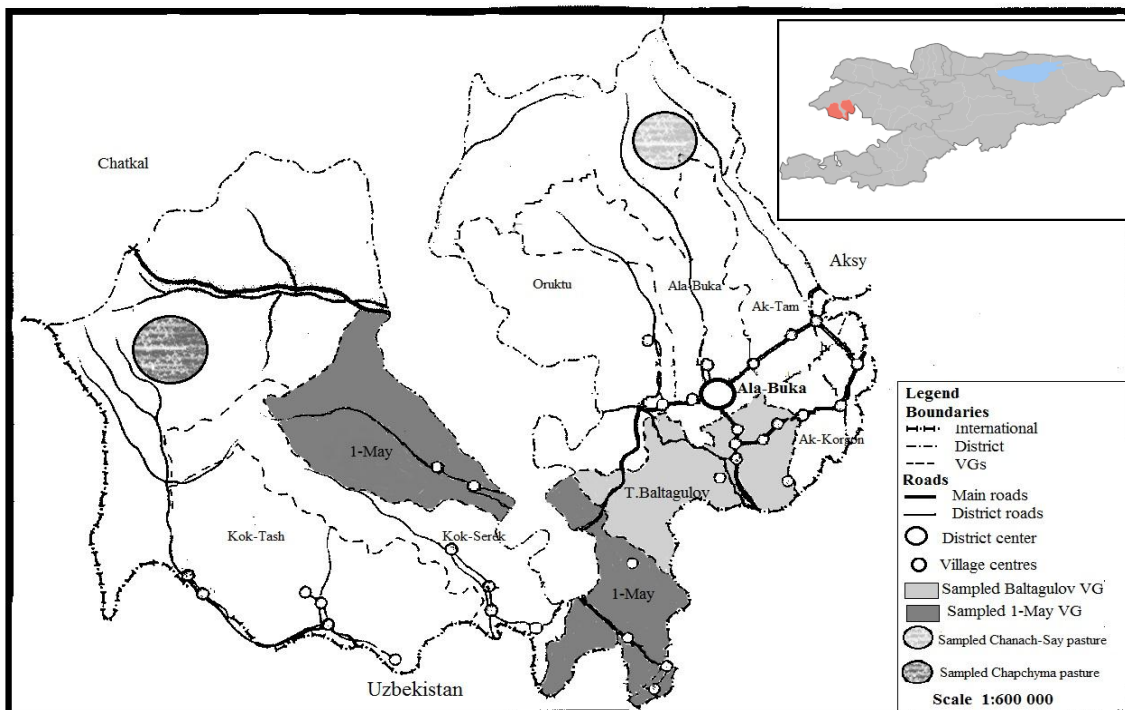 Chatkal
Aksy
Oruktu
Ala-Buka
Ak-Tam
Ala-Buka
Ak-Korgon
1-May
T.Baltagulov
Kok-Tash
Kok-Serek
1-May
Uzbekistan
Legend
Boundaries
International
District
VGs
Roads
Main roads
District roads
District center
Village centres
Sampled Baltagulov VG
Sampled 1-May VG
Sampled Chanach-Say pasture
Sampled Chapchyma pasture
Scale 1:600 000